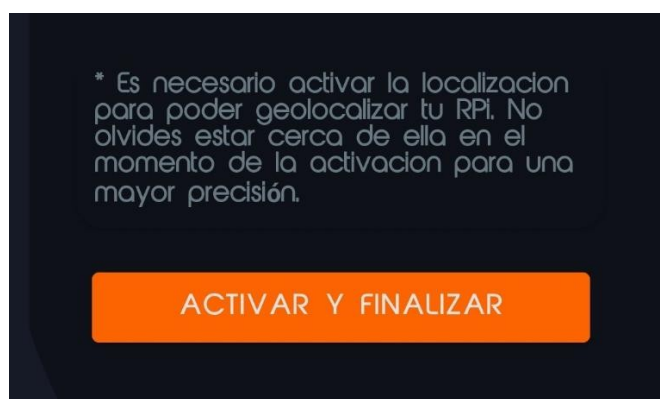 * Es necesario activar la localizacion
para poder geolocalizar tu RPi. No
olvides estar cerca de ella en el
momento de la activacion para una
mayor precisión.
ACTIVAR Y FINALIZAR